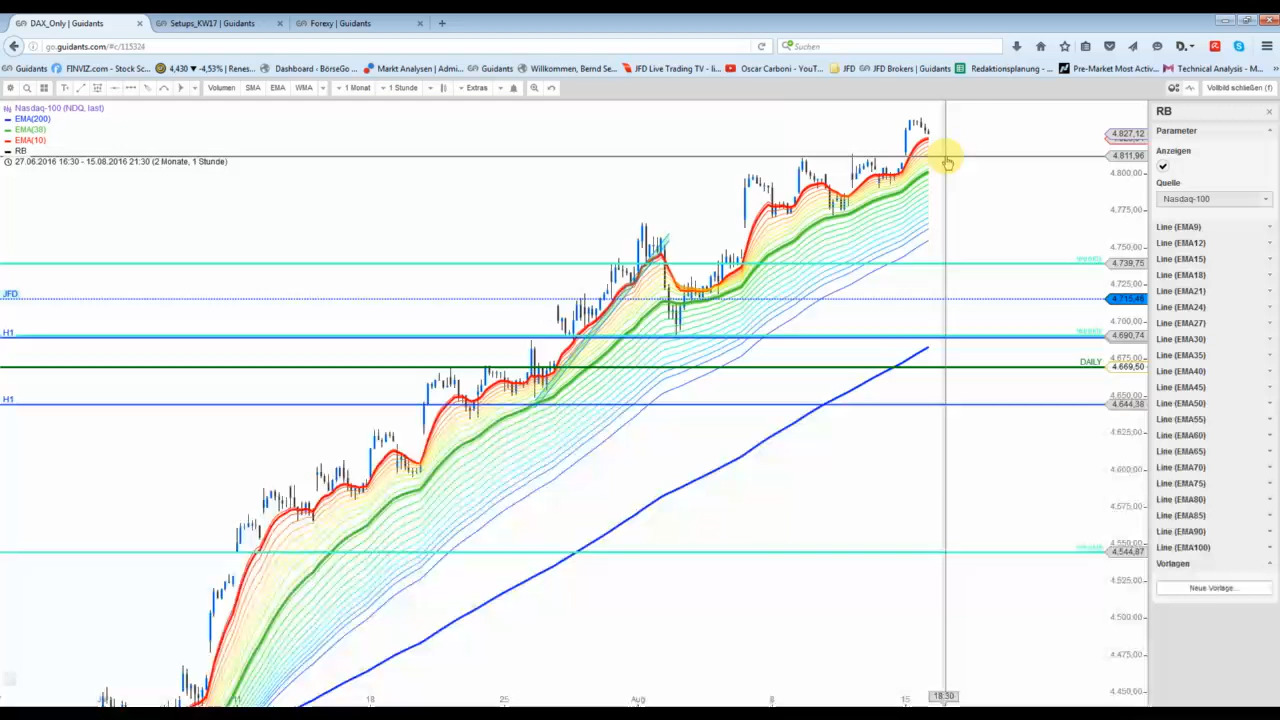 DAX_Only | Guidants
Setups_KW17 | Guidants
Forexy | Guidants
go.guidants.com/#c/115324
Suchen
Guidants
FINVIZ.com - Stock Sc...
4,430 ▾ -4,53% | Renes...
Dashboard - BörseGo ...
Markt Analysen | Admi...
Guidants
Willkommen, Bernd Se...
JFD Live Trading TV - li...
Oscar Carboni - YouT...
JFD
JFD Brokers | Guidants
Redaktionsplanung - ...
Pre-Market Most Activ...
Technical Analysis - M...
Volumen
SMA
EMA
WMA
1 Monat
1 Stunde
Extras
Vollbild schließen (f)
Nasdaq-100 (NDQ, last)
EMA(200)
EMA(38)
EMA(10)
RB
27.06.2016 16:30 - 15.08.2016 21:30 (2 Monate, 1 Stunde)
4.827,12
4.811,96
4.800,00
4.775,00
4.750,00
4.739,75
4.725,00
JFD
4.715,46
4.700,00
H1
4.690,74
4.675,00
DAILY
4.669,50
4.650,00
H1
4.644,38
4.625,00
4.600,00
4.575,00
4.550,00
4.544,87
4.525,00
4.500,00
4.475,00
4.450,00
11
18
25
Aug
8
15
18:30
RB
Parameter
Anzeigen
Quelle
Nasdaq-100
Line (EMA9)
Line (EMA12)
Line (EMA15)
Line (EMA18)
Line (EMA21)
Line (EMA24)
Line (EMA27)
Line (EMA30)
Line (EMA35)
Line (EMA40)
Line (EMA45)
Line (EMA50)
Line (EMA55)
Line (EMA60)
Line (EMA65)
Line (EMA70)
Line (EMA75)
Line (EMA80)
Line (EMA85)
Line (EMA90)
Line (EMA100)
Vorlagen
Neue Vorlage...